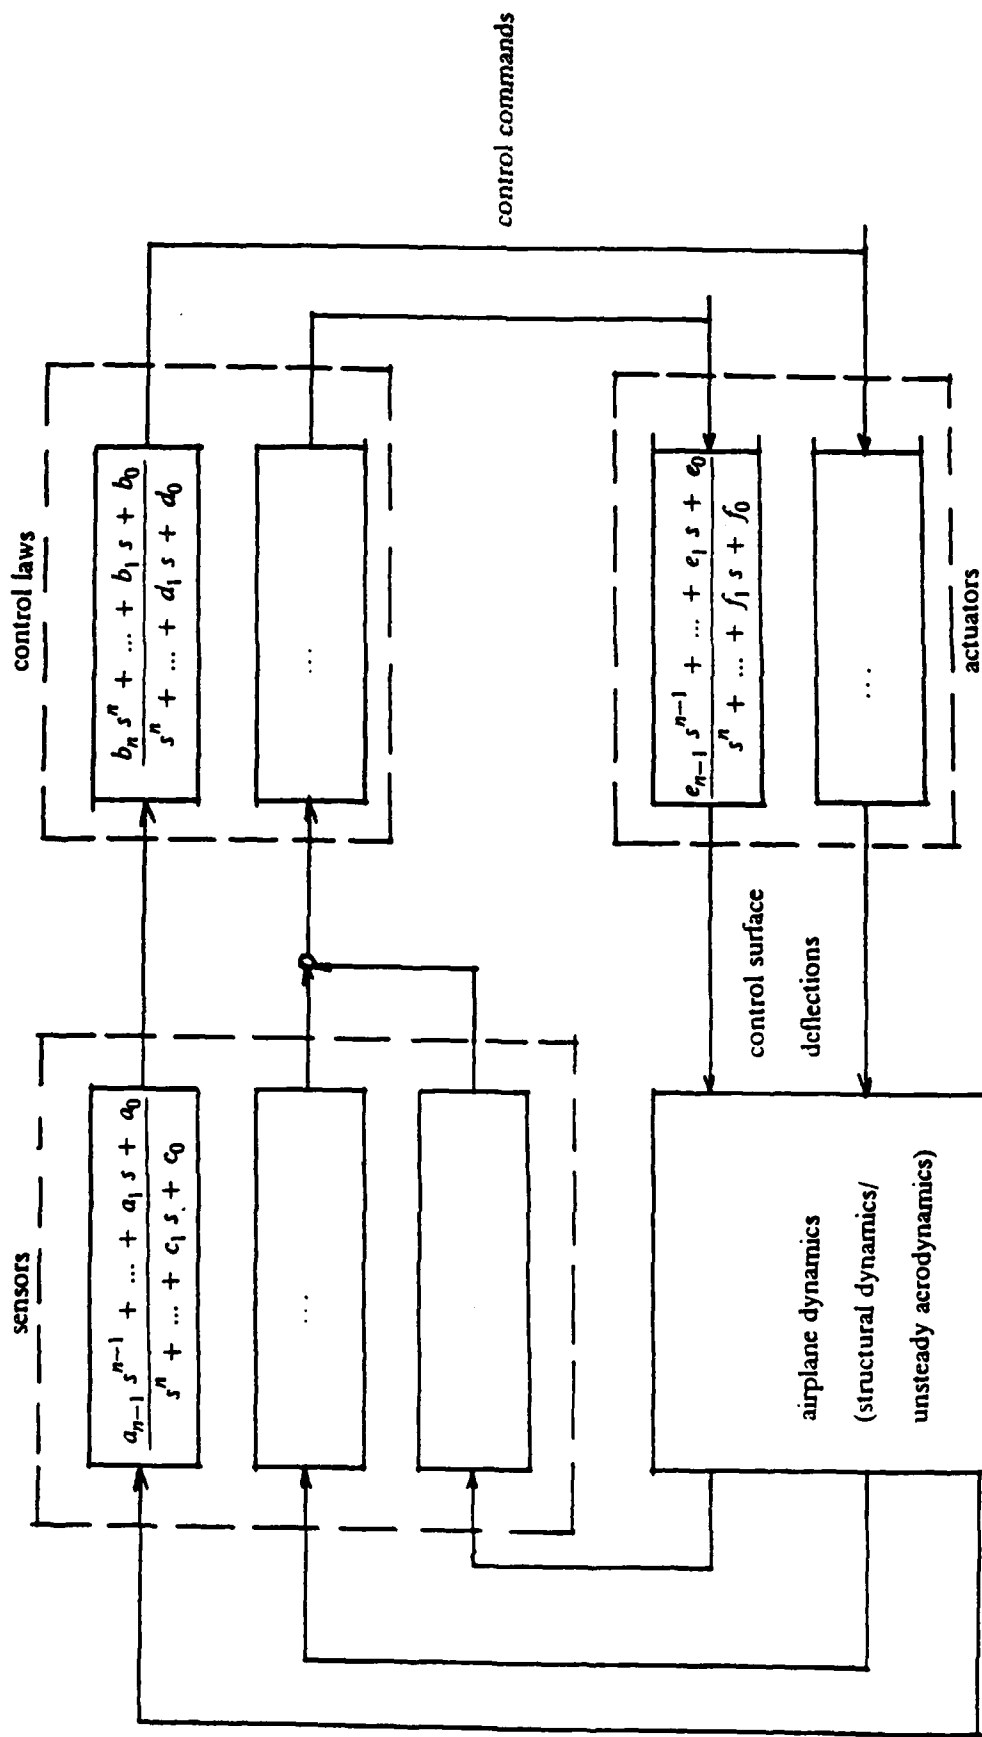 sensors
control laws
a_{n-1} s^{n-1} + ... + a_1 s + a_0
s^n + ... + c_1 s + c_0
b_n s^n + ... + b_1 s + b_0
s^n + ... + d_1 s + d_0
...
...
control commands
airplane dynamics
(structural dynamics/
unsteady aerodynamics)
control surface
deflections
e_{n-1} s^{n-1} + ... + e_1 s + e_0
s^n + ... + f_1 s + f_0
...
actuators